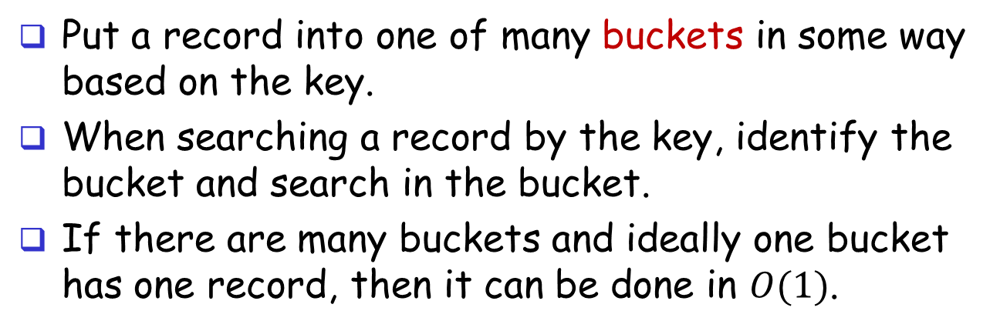 Put a record into one of many buckets in some way
based on the key.
When searching a record by the key, identify the
bucket and search in the bucket.
If there are many buckets and ideally one bucket
has one record, then it can be done in O(1).